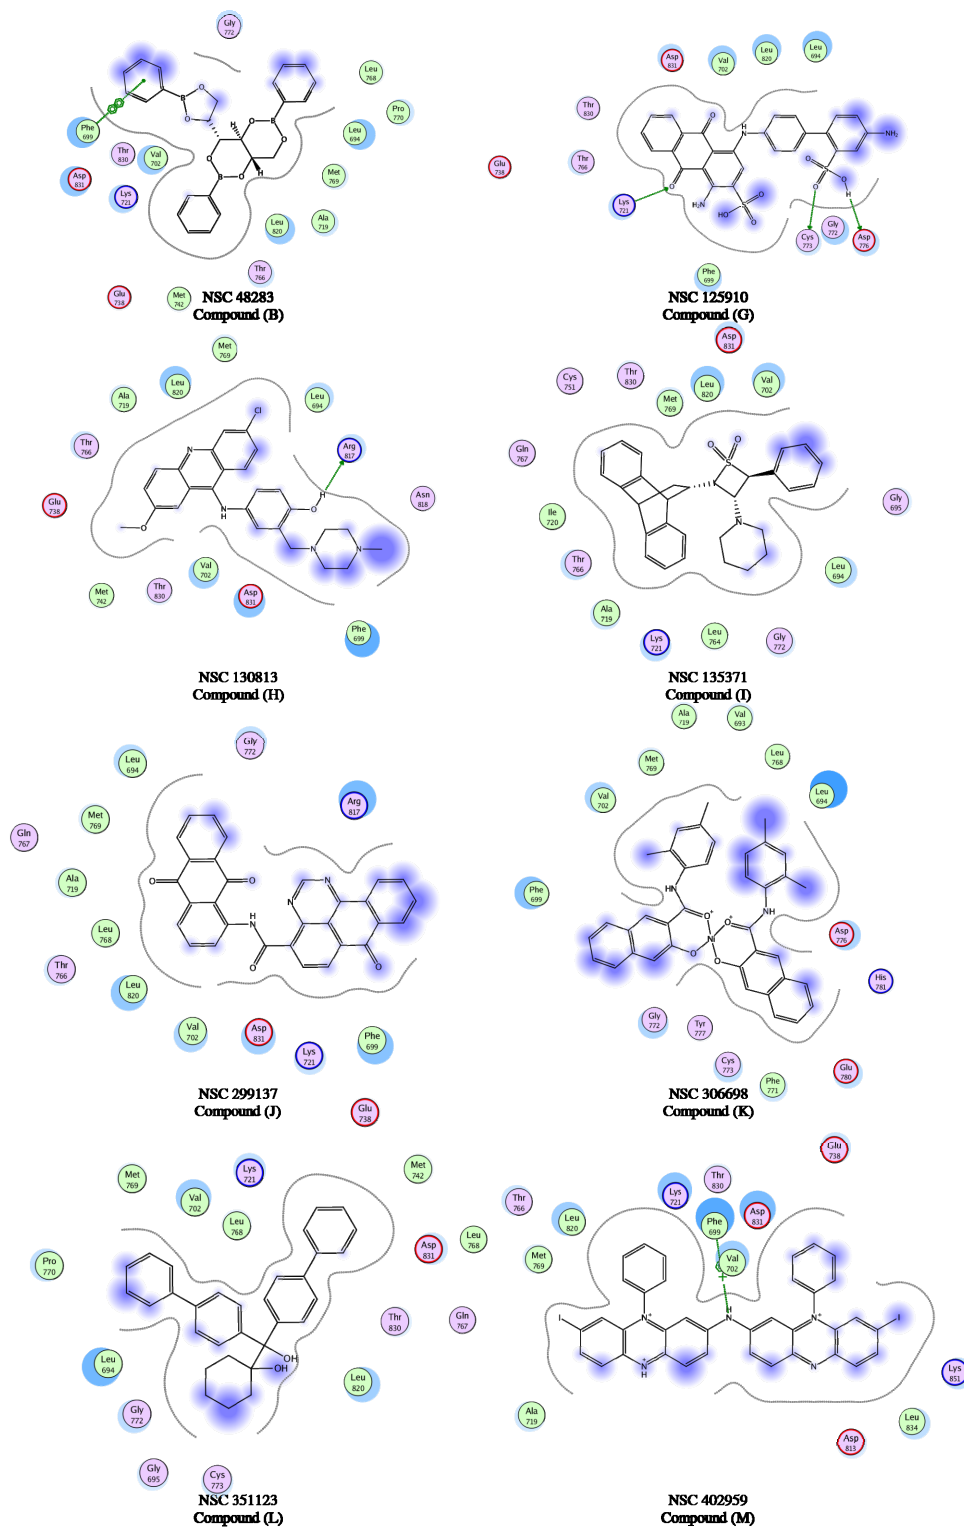 Gly
772
Leu
768
Pro
770
Phe
699
Thr
830
Val
702
Leu
694
Asp
831
Lys
721
Met
769
Leu
820
Ala
719
Thr
766
Glu
738
Met
742
B
O
O
H
O
B
O
O
B
O
H
NSC 48283
Compound (B)
Asp
831
Val
702
Leu
820
Leu
694
Thr
830
Glu
738
Thr
766
Lys
721
Cys
773
Gly
772
Asp
776
Phe
699
O
H
N
NH₂
O
H₂N
HO
S
O
O
O
S
O
OH
NSC 125910
Compound (G)
Met
769
Leu
820
Ala
719
Leu
694
Thr
766
Arg
817
Glu
738
Asn
818
Val
702
Met
742
Thr
830
Asp
831
Phe
699
Cl
N
H
O
O
N
H
N
N
NSC 130813
Compound (H)
Asp
831
Cys
751
Thr
830
Leu
820
Val
702
Met
769
Gln
767
Gly
695
Ile
720
Thr
766
Leu
694
Ala
719
Lys
721
Leu
764
Gly
772
O
O
S
N
NSC 135371
Compound (I)
Gly
772
Leu
694
Arg
817
Met
769
Gln
767
Ala
719
Leu
768
Thr
766
Leu
820
Val
702
Asp
831
Lys
721
Phe
699
Glu
738
O
O
H
N
O
N
N
O
NSC 299137
Compound (J)
Ala
719
Val
693
Leu
768
Met
769
Val
702
Leu
694
Phe
699
Asp
776
His
781
Gly
772
Tyr
777
Cys
773
Phe
771
Glu
780
HN
NH
O⁺
O⁺
Ni
O
O
NSC 306698
Compound (K)
Met
769
Lys
721
Val
702
Leu
768
Met
742
Asp
831
Leu
768
Pro
770
Thr
830
Gln
767
Leu
694
Leu
820
Gly
772
Gly
695
Cys
773
OH
OH
NSC 351123
Compound (L)
Glu
738
Thr
830
Lys
721
Thr
766
Phe
699
Asp
831
Leu
820
Val
702
Met
769
Lys
851
Ala
719
Leu
834
Asp
813
I
N⁺
H
N
N⁺
I
N⁺
H
N
NSC 402959
Compound (M)